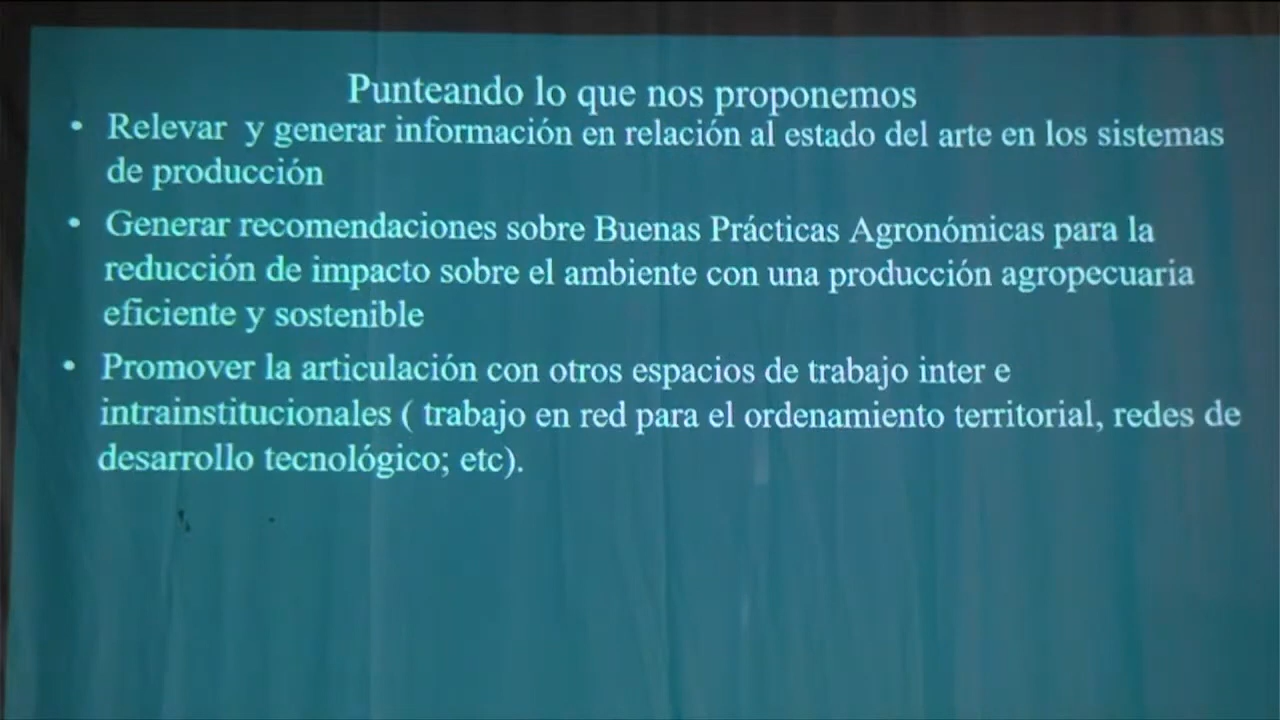 Punteando lo que nos proponemos
• Relevar  y generar información en relación al estado del arte en los sistemas
de producción
• Generar recomendaciones sobre Buenas Prácticas Agronómicas para la
reducción de impacto sobre el ambiente con una producción agropecuaria
eficiente y sostenible
• Promover la articulación con otros espacios de trabajo inter e
intrainstitucionales ( trabajo en red para el ordenamiento territorial, redes de
desarrollo tecnológico; etc).